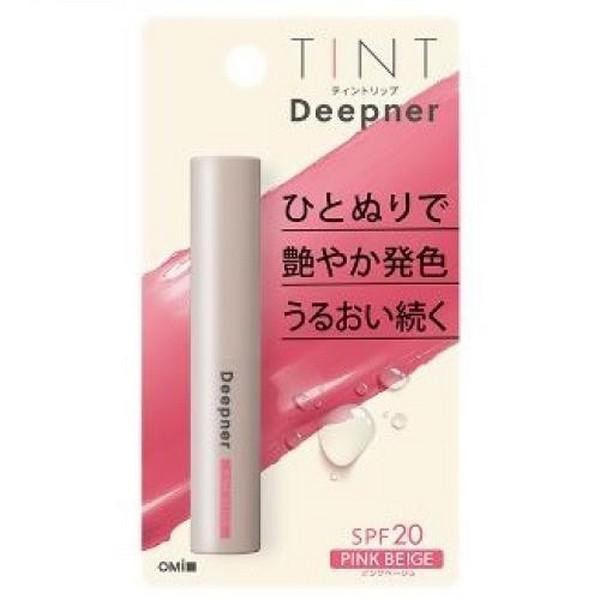 TINT
ティントリップ
Deepner
ひとぬりで
艶やか発色
うるおい続く
Deepner
SPF20
PINK BEIGE
ピンクベージュ
OMI